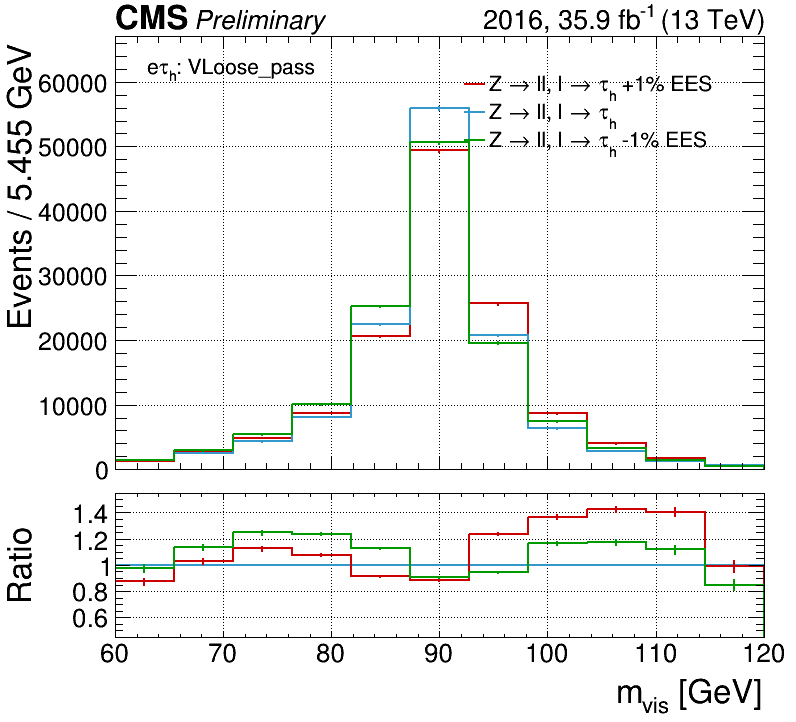 CMS Preliminary 2016, 35.9 fb⁻¹ (13 TeV)
eτₕ: VLoose_pass
Z → ll, l → τₕ +1% EES
Z → ll, l → τₕ
Z → ll, l → τₕ -1% EES
Events / 5.455 GeV
60000
50000
40000
30000
20000
10000
0
Ratio
1.4
1.2
1
0.8
0.6
60 70 80 90 100 110 120
m_vis [GeV]